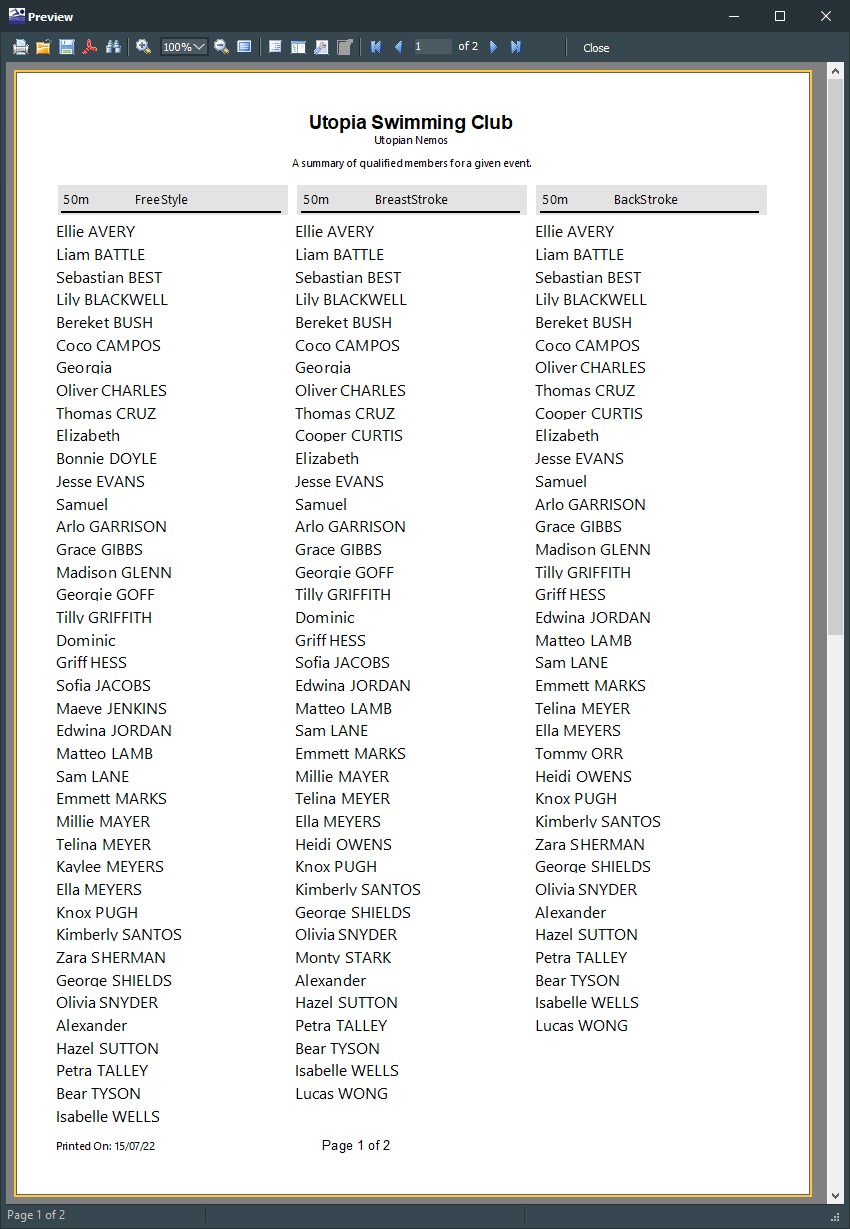 Preview
100%
1
of 2
Close
Utopia Swimming Club
Utopian Nemos
A summary of qualified members for a given event.
50m FreeStyle
Ellie AVERY
Liam BATTLE
Sebastian BEST
Lily BLACKWELL
Bereket BUSH
Coco CAMPOS
Georgia
Oliver CHARLES
Thomas CRUZ
Elizabeth
Bonnie DOYLE
Jesse EVANS
Samuel
Arlo GARRISON
Grace GIBBS
Madison GLENN
Georgie GOFF
Tilly GRIFFITH
Dominic
Griff HESS
Sofia JACOBS
Maeve JENKINS
Edwina JORDAN
Matteo LAMB
Sam LANE
Emmett MARKS
Millie MAYER
Telina MEYER
Kaylee MEYERS
Ella MEYERS
Knox PUGH
Kimberly SANTOS
Zara SHERMAN
George SHIELDS
Olivia SNYDER
Alexander
Hazel SUTTON
Petra TALLEY
Bear TYSON
Isabelle WELLS
50m BreastStroke
Ellie AVERY
Liam BATTLE
Sebastian BEST
Lily BLACKWELL
Bereket BUSH
Coco CAMPOS
Georgia
Oliver CHARLES
Thomas CRUZ
Cooper CURTIS
Elizabeth
Jesse EVANS
Samuel
Arlo GARRISON
Grace GIBBS
Georgie GOFF
Tilly GRIFFITH
Dominic
Griff HESS
Sofia JACOBS
Edwina JORDAN
Matteo LAMB
Sam LANE
Emmett MARKS
Millie MAYER
Telina MEYER
Ella MEYERS
Heidi OWENS
Knox PUGH
Kimberly SANTOS
George SHIELDS
Olivia SNYDER
Monty STARK
Alexander
Hazel SUTTON
Petra TALLEY
Bear TYSON
Isabelle WELLS
Lucas WONG
50m BackStroke
Ellie AVERY
Liam BATTLE
Sebastian BEST
Lily BLACKWELL
Bereket BUSH
Coco CAMPOS
Oliver CHARLES
Thomas CRUZ
Cooper CURTIS
Elizabeth
Jesse EVANS
Samuel
Arlo GARRISON
Grace GIBBS
Madison GLENN
Tilly GRIFFITH
Griff HESS
Edwina JORDAN
Matteo LAMB
Sam LANE
Emmett MARKS
Telina MEYER
Ella MEYERS
Tommy ORR
Heidi OWENS
Knox PUGH
Kimberly SANTOS
Zara SHERMAN
George SHIELDS
Olivia SNYDER
Alexander
Hazel SUTTON
Petra TALLEY
Bear TYSON
Isabelle WELLS
Lucas WONG
Printed On: 15/07/22
Page 1 of 2
Page 1 of 2